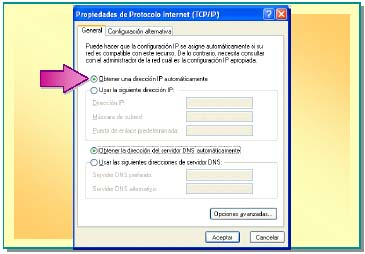 Propiedades de Protocolo Internet (TCP/IP)
General
Configuración alternativa
Puede hacer que la configuración IP se asigne automáticamente si su
red es compatible con este recurso. De lo contrario, necesita consultar
con el administrador de la red cuál es la configuración IP apropiada.
Obtener una dirección IP automáticamente
Usar la siguiente dirección IP:
Dirección IP:
Máscara de subred:
Puerta de enlace predeterminada:
Obtener la dirección del servidor DNS automáticamente
Usar las siguientes direcciones de servidor DNS:
Servidor DNS preferido:
Servidor DNS alternativo:
Opciones avanzadas...
Aceptar
Cancelar